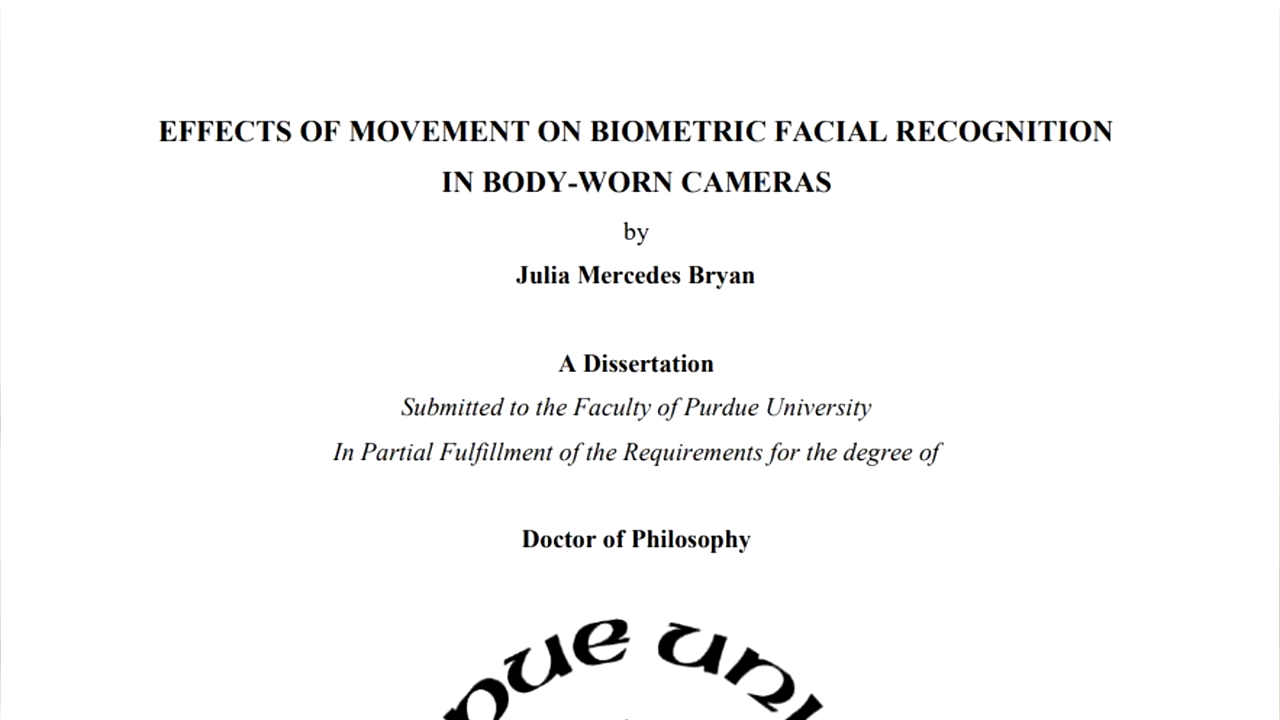 EFFECTS OF MOVEMENT ON BIOMETRIC FACIAL RECOGNITION
IN BODY-WORN CAMERAS
by
Julia Mercedes Bryan
A Dissertation
Submitted to the Faculty of Purdue University
In Partial Fulfillment of the Requirements for the degree of
Doctor of Philosophy